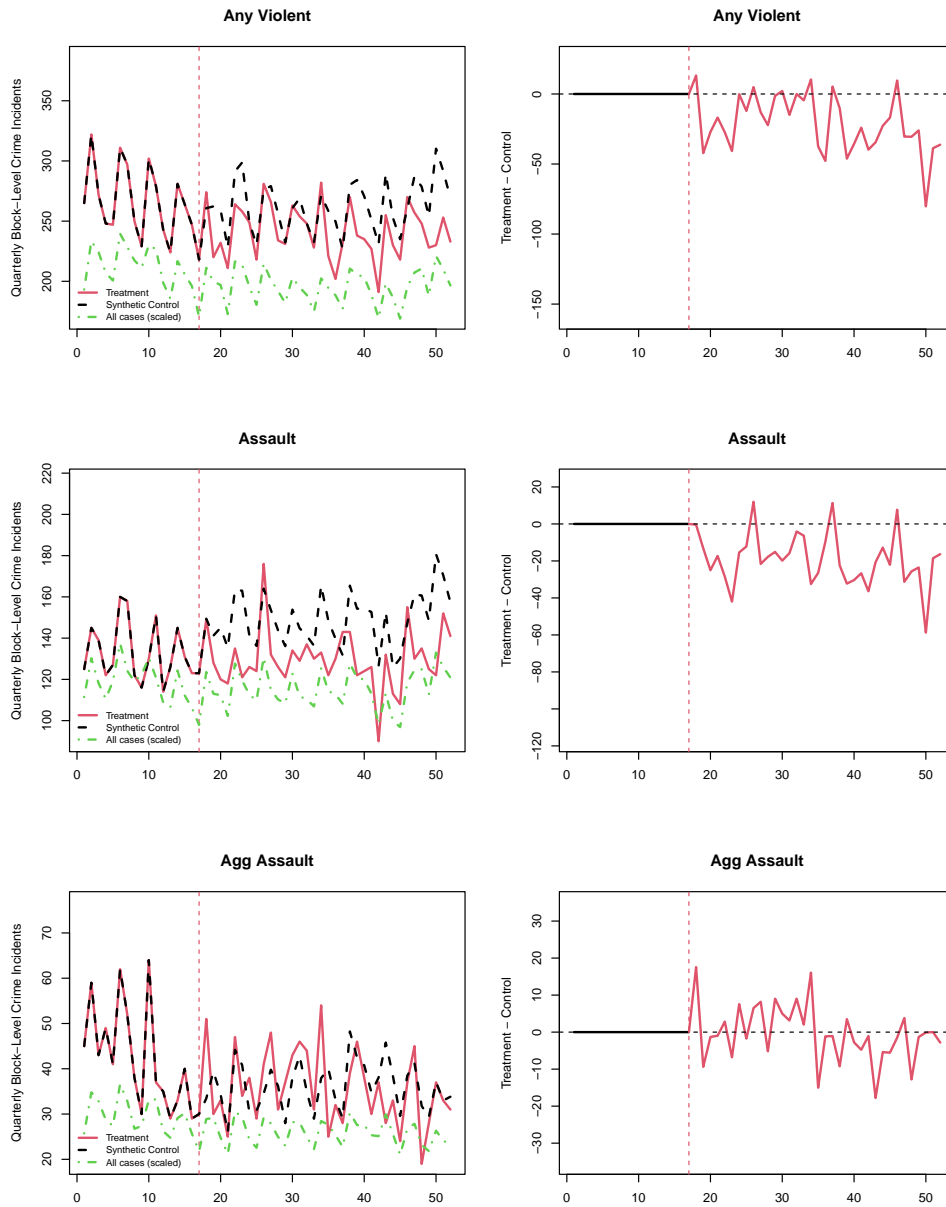 Any Violent
Quarterly Block−Level Crime Incidents
350
300
250
200
Treatment
Synthetic Control
All cases (scaled)
0 10 20 30 40 50
Any Violent
Treatment − Control
0
−50
−100
−150
0 10 20 30 40 50
Assault
Quarterly Block−Level Crime Incidents
220
200
180
160
140
120
100
Treatment
Synthetic Control
All cases (scaled)
0 10 20 30 40 50
Assault
Treatment − Control
20
0
−20
−40
−60
−80
−120
0 10 20 30 40 50
Agg Assault
Quarterly Block−Level Crime Incidents
70
60
50
40
30
20
Treatment
Synthetic Control
All cases (scaled)
0 10 20 30 40 50
Agg Assault
Treatment − Control
30
20
10
0
−10
−20
−30
0 10 20 30 40 50